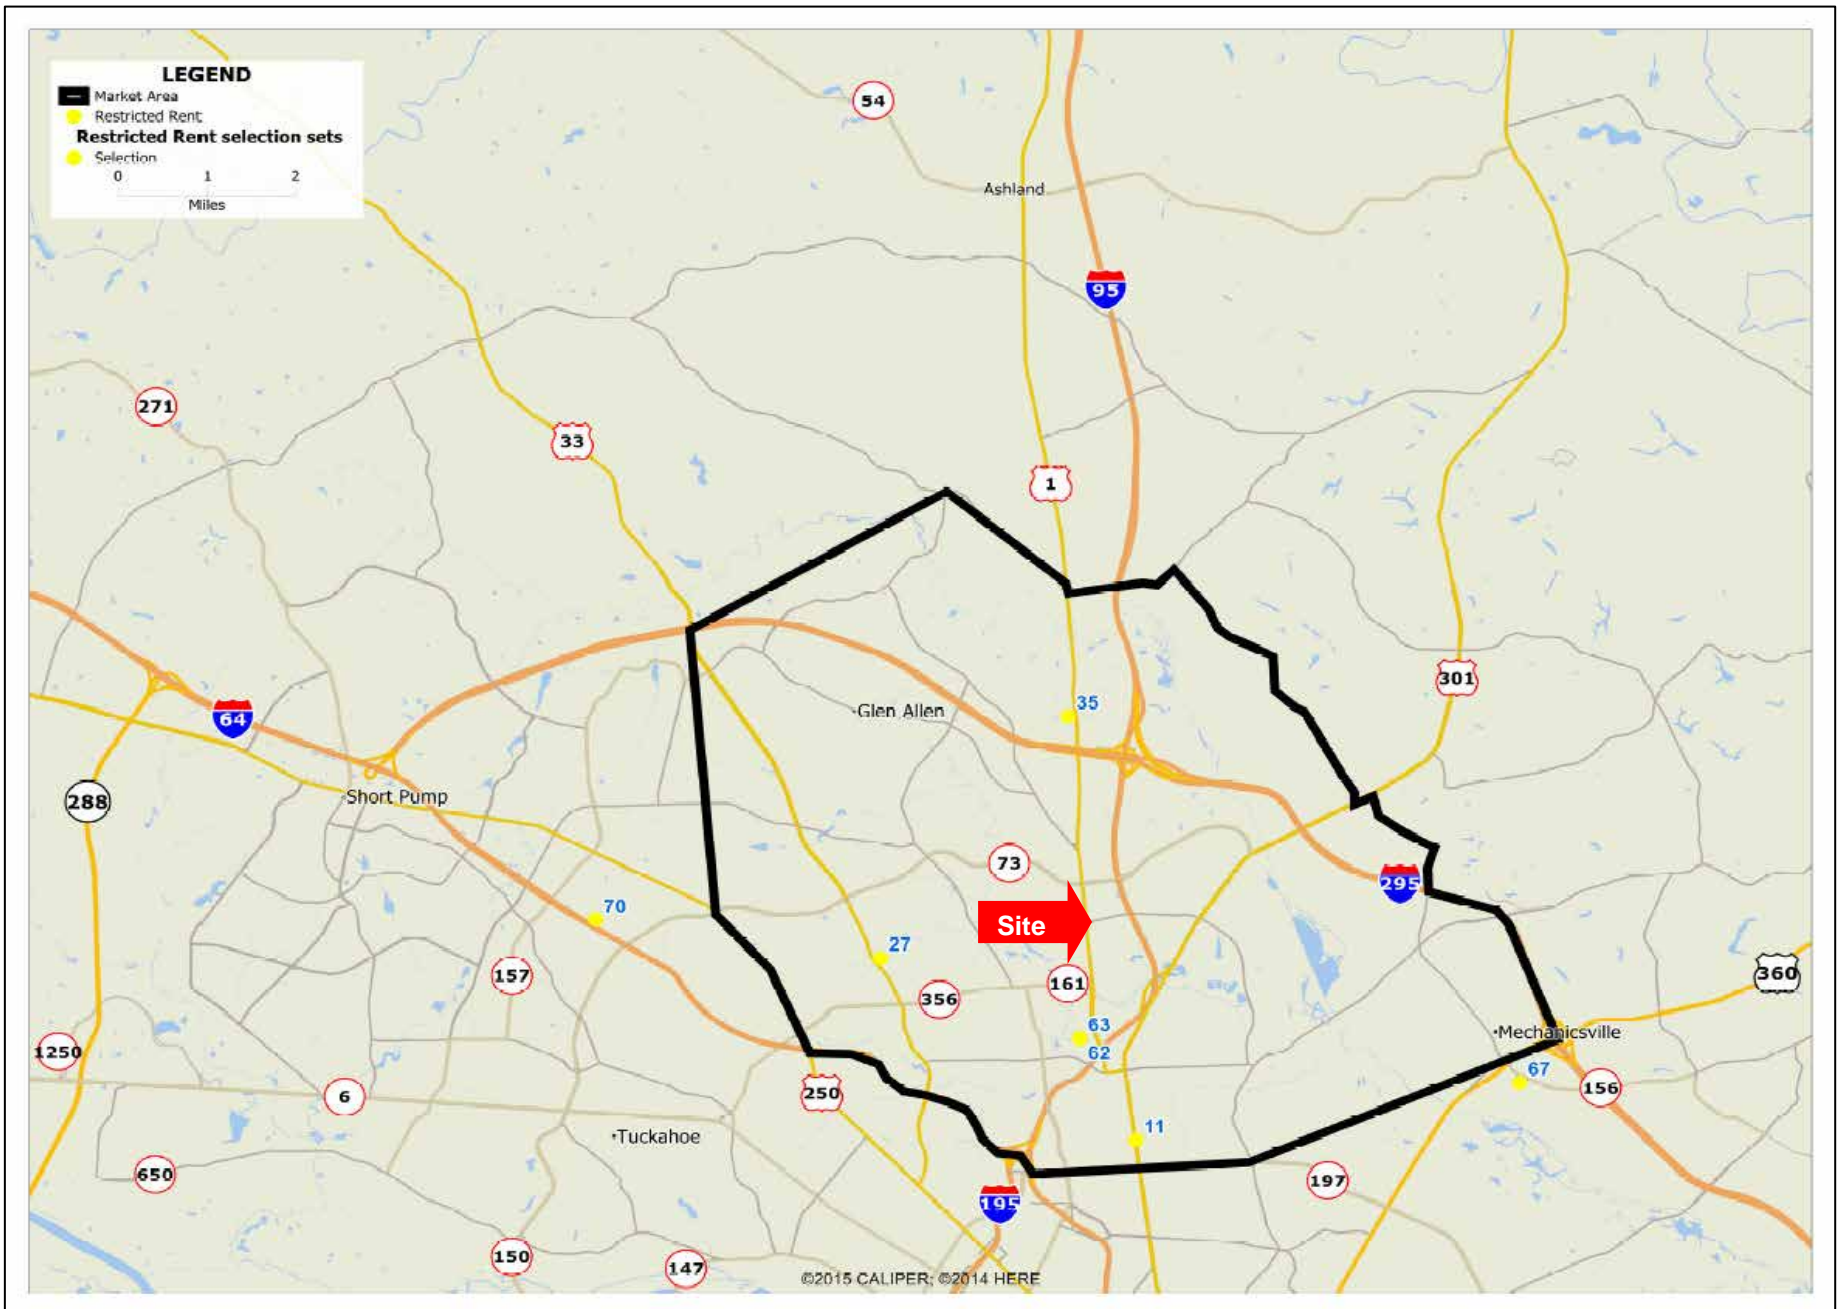 LEGEND
Market Area
Restricted Rent
Restricted Rent selection sets
Selection
0 1 2
Miles
54
Ashland
95
271
33
1
301
35
Glen Allen
64
Short Pump
288
73
295
70
Site
27
157
161
356
360
63
Mechanicsville
1250
62
67
156
250
6
11
Tuckahoe
650
197
195
150
147
©2015 CALIPER; ©2014 HERE